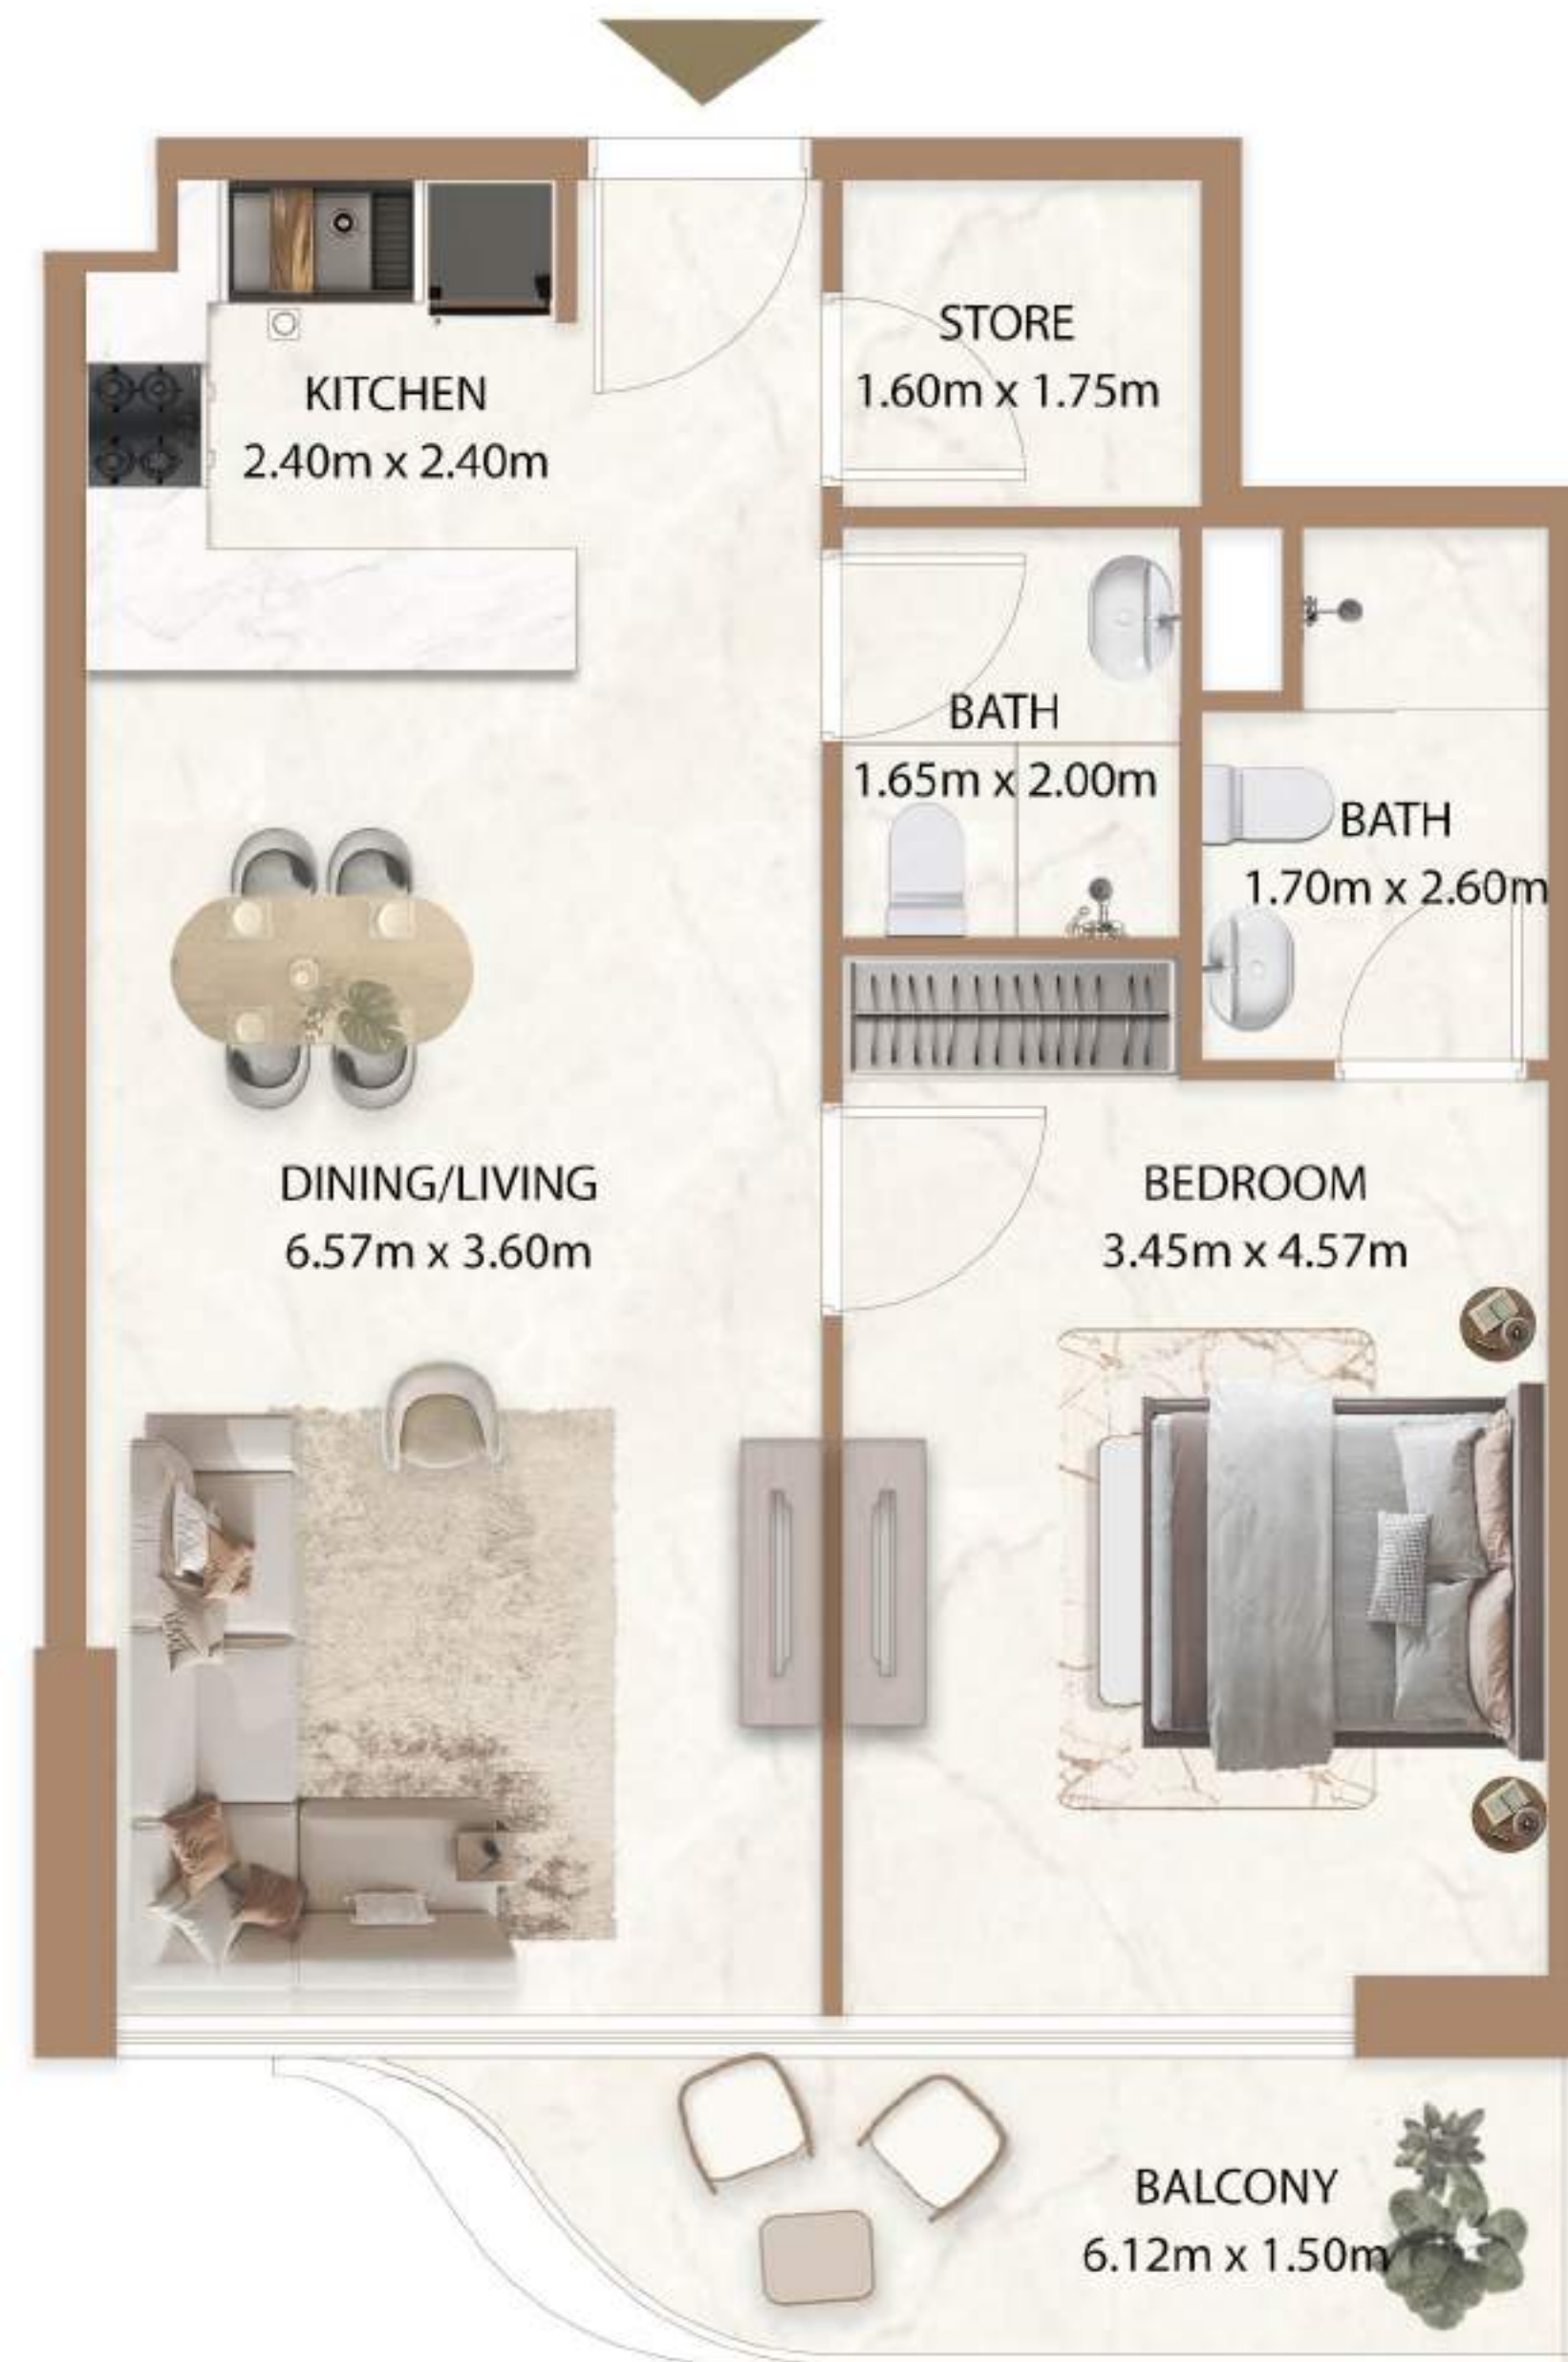 STORE
1.60m x 1.75m
KITCHEN
2.40m x 2.40m
BATH
1.65m x 2.00m
BATH
1.70m x 2.60m
DINING/LIVING
6.57m x 3.60m
BEDROOM
3.45m x 4.57m
BALCONY
6.12m x 1.50m